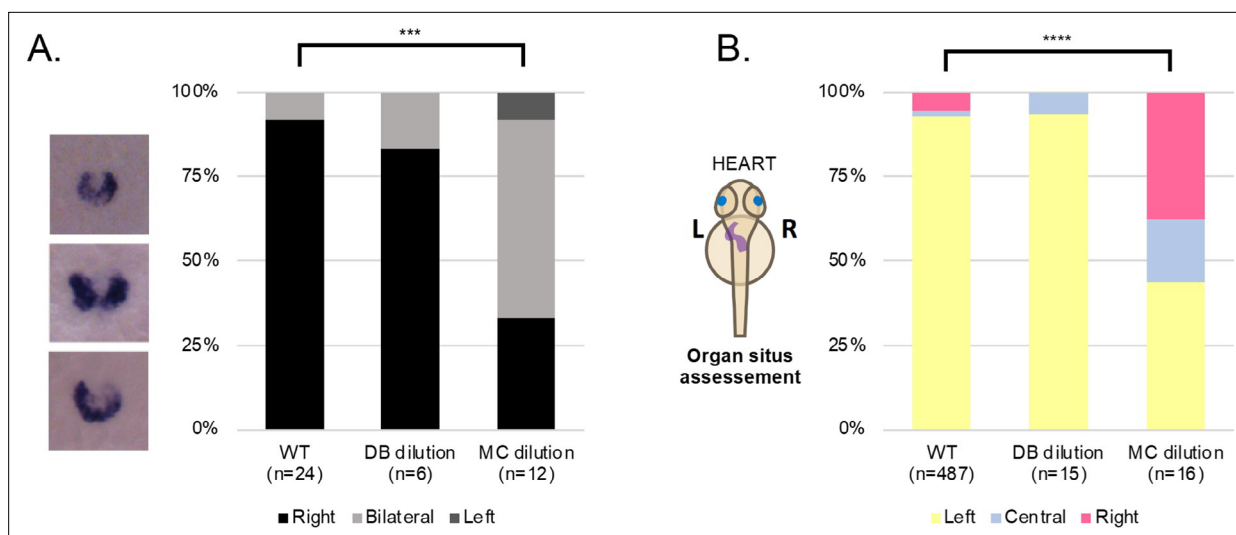 A.
***
100%
75%
50%
25%
0%
WT
(n=24)
DB dilution
(n=6)
MC dilution
(n=12)
Right Bilateral Left
B.
****
HEART
L R
Organ situs
assessement
100%
75%
50%
25%
0%
WT
(n=487)
DB dilution
(n=15)
MC dilution
(n=16)
Left Central Right